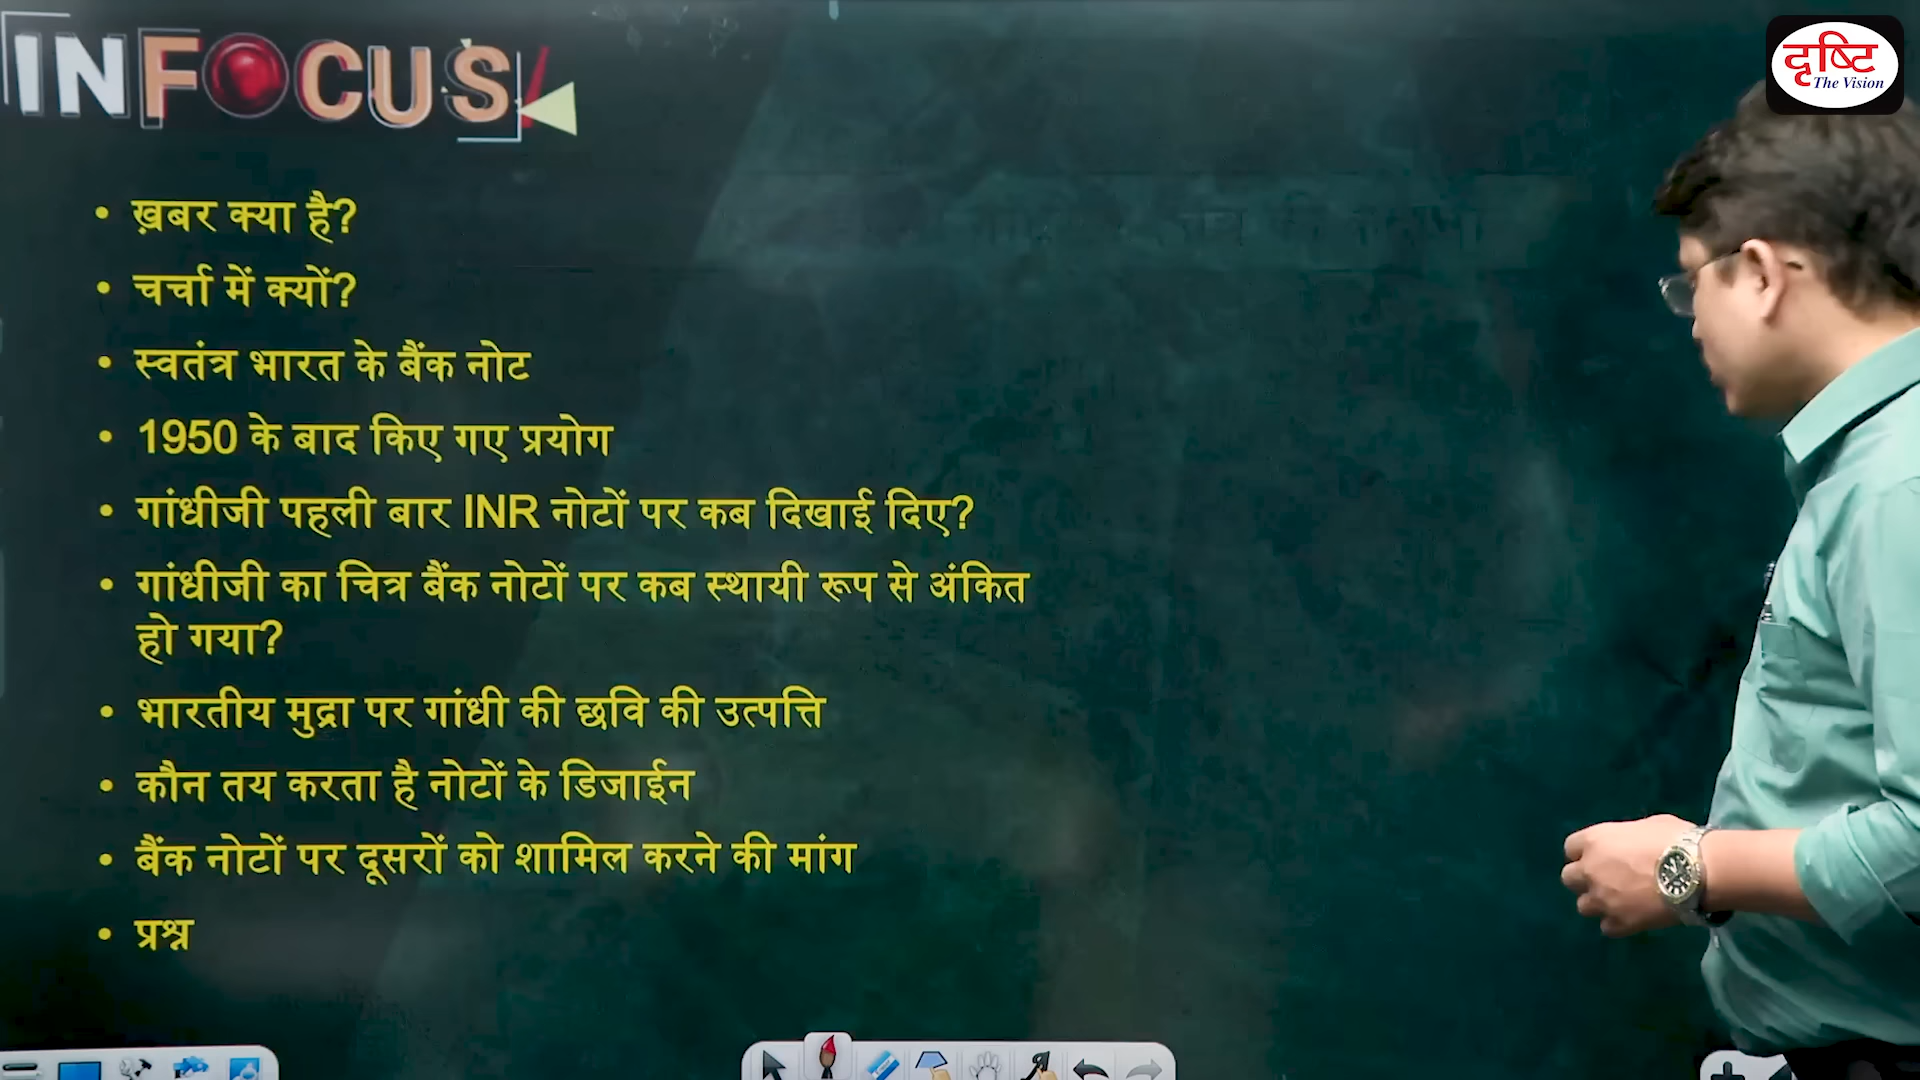 INFOCUS
दृष्टि
The Vision
• ख़बर क्या है?
• चर्चा में क्यों?
• स्वतंत्र भारत के बैंक नोट
• 1950 के बाद किए गए प्रयोग
• गांधीजी पहली बार INR नोटों पर कब दिखाई दिए?
• गांधीजी का चित्र बैंक नोटों पर कब स्थायी रूप से अंकित
हो गया?
• भारतीय मुद्रा पर गांधी की छवि की उत्पत्ति
• कौन तय करता है नोटों के डिजाईन
• बैंक नोटों पर दूसरों को शामिल करने की मांग
• प्रश्न